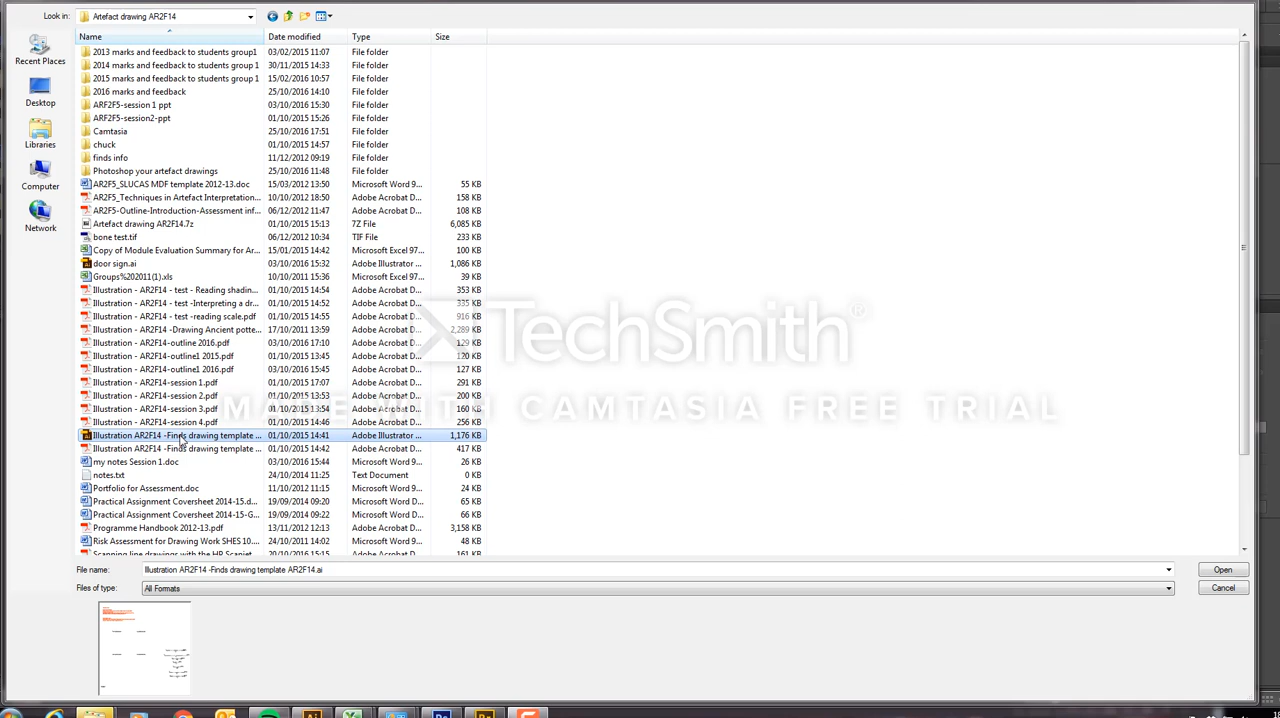 Look in: Artefact drawing AR2F14
Name Date modified Type Size
2013 marks and feedback to students group1 03/02/2015 11:07 File folder
2014 marks and feedback to students group 1 30/11/2015 14:33 File folder
2015 marks and feedback to students group 1 15/02/2016 10:57 File folder
2016 marks and feedback 25/10/2016 14:10 File folder
ARF2F5-session 1 ppt 03/10/2016 15:30 File folder
ARF2F5-session2-ppt 01/10/2015 15:26 File folder
Camtasia 25/10/2016 17:51 File folder
chuck 01/10/2015 14:57 File folder
finds info 11/12/2012 09:19 File folder
Photoshop your artefact drawings 25/10/2016 11:48 File folder
AR2F5_SLUCAS MDF template 2012-13.doc 15/03/2012 13:50 Microsoft Word 9... 55 KB
AR2F5_Techniques in Artefact Interpretation... 10/10/2012 18:50 Adobe Acrobat D... 158 KB
AR2F5-Outline-Introduction-Assessment inf... 06/12/2012 11:47 Adobe Acrobat D... 108 KB
Artefact drawing AR2F14.7z 01/10/2015 15:13 7Z File 6,085 KB
bone test.tif 06/12/2012 10:34 TIF File 233 KB
Copy of Module Evaluation Summary for Ar... 15/01/2015 14:42 Microsoft Excel 97... 100 KB
door sign.ai 03/10/2016 15:32 Adobe Illustrator ... 1,086 KB
Groups%202011(1).xls 10/10/2011 15:36 Microsoft Excel 97... 39 KB
Illustration - AR2F14 - test - Reading shadin... 01/10/2015 14:54 Adobe Acrobat D... 353 KB
Illustration - AR2F14 - test -Interpreting a dr... 01/10/2015 14:52 Adobe Acrobat D... 335 KB
Illustration - AR2F14 - test -reading scale.pdf 01/10/2015 14:55 Adobe Acrobat D... 916 KB
Illustration - AR2F14 -Drawing Ancient potte... 17/10/2011 13:59 Adobe Acrobat D... 2,289 KB
Illustration - AR2F14-outline 2016.pdf 03/10/2016 17:10 Adobe Acrobat D... 129 KB
Illustration - AR2F14-outline1 2015.pdf 01/10/2015 13:45 Adobe Acrobat D... 120 KB
Illustration - AR2F14-outline1 2016.pdf 03/10/2016 15:45 Adobe Acrobat D... 127 KB
Illustration - AR2F14-session 1.pdf 01/10/2015 17:07 Adobe Acrobat D... 291 KB
Illustration - AR2F14-session 2.pdf 01/10/2015 13:53 Adobe Acrobat D... 200 KB
Illustration - AR2F14-session 3.pdf 01/10/2015 13:54 Adobe Acrobat D... 160 KB
Illustration - AR2F14-session 4.pdf 01/10/2015 14:46 Adobe Acrobat D... 256 KB
Illustration AR2F14 -Finds drawing template ... 01/10/2015 14:41 Adobe Illustrator ... 1,176 KB
Illustration AR2F14 -Finds drawing template ... 01/10/2015 14:42 Adobe Acrobat D... 417 KB
my notes Session 1.doc 03/10/2016 15:44 Microsoft Word 9... 26 KB
notes.txt 24/10/2014 11:25 Text Document 0 KB
Portfolio for Assessment.doc 11/10/2012 12:15 Microsoft Word 9... 24 KB
Practical Assignment Coversheet 2014-15.d... 19/09/2014 09:20 Microsoft Word D... 65 KB
Practical Assignment Coversheet 2014-15-G... 19/09/2014 09:20 Microsoft Word D... 66 KB
Programme Handbook 2012-13.pdf 13/11/2012 12:13 Adobe Acrobat D... 3,158 KB
Risk Assessment for Drawing Work SHES 10.... 24/10/2011 14:02 Microsoft Word 9... 48 KB
Scanning line drawings with the HR Scanjet 20/10/2016 15:15 Adobe Acrobat D... 161 KB
Recent Places
Desktop
Libraries
Computer
Network
TechSmith®
MADE WITH CAMTASIA FREE TRIAL
File name: Illustration AR2F14 -Finds drawing template AR2F14.ai Open
Files of type: All Formats Cancel